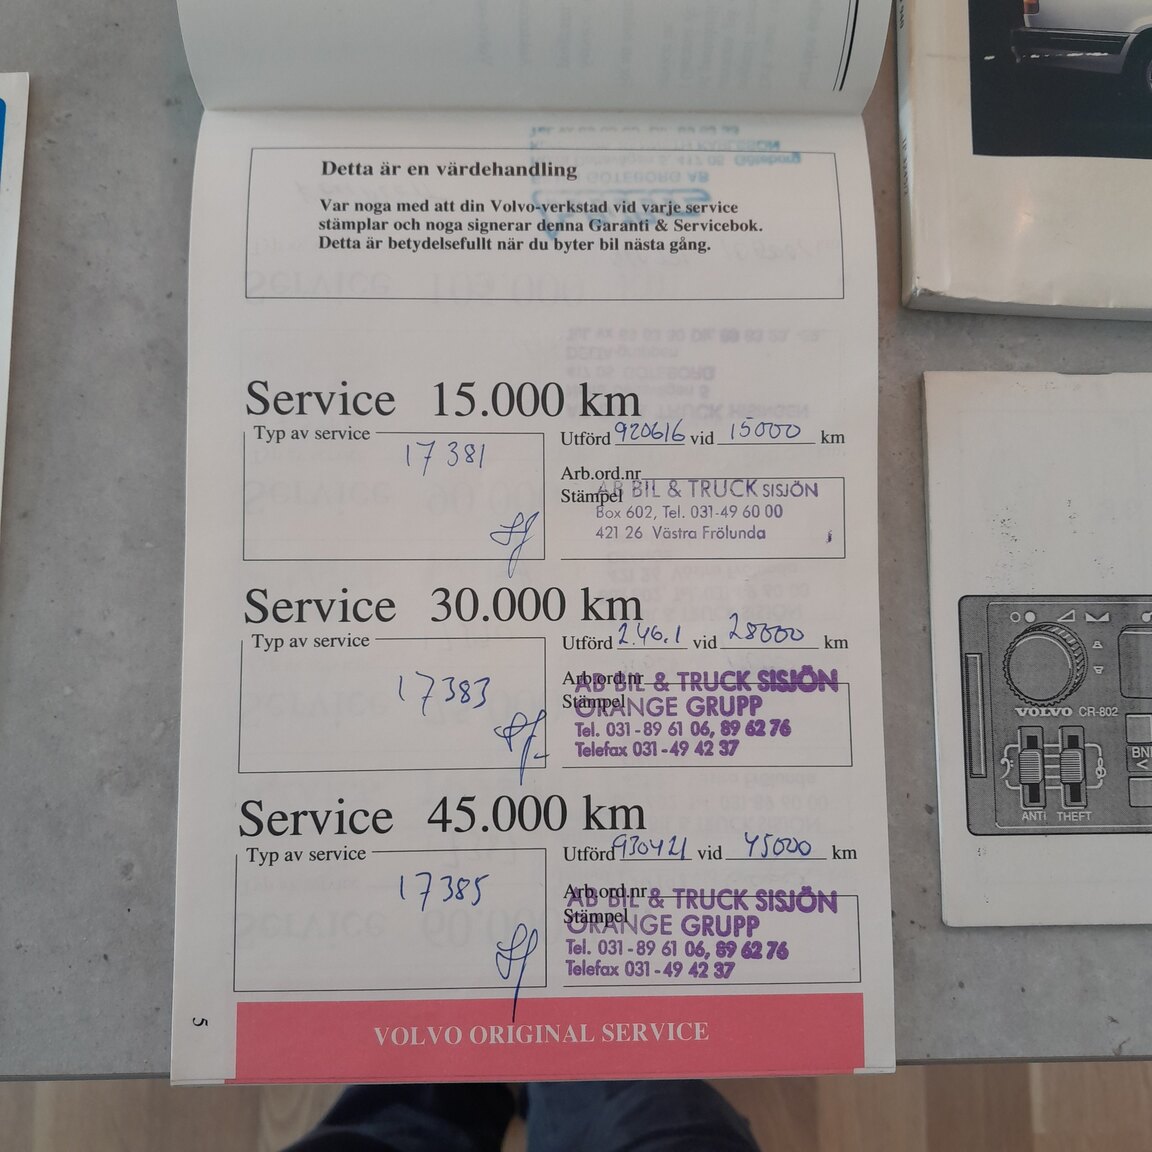 Detta är en värdehandling
Var noga med att din Volvo-verkstad vid varje service
stämplar och noga signerar denna Garanti & Servicebok.
Detta är betydelsefullt när du byter bil nästa gång.
Service 15.000 km
Typ av service
17381
Utförd 920616 vid 15000 km
Arb.ord.nr
Stämpel
AB BIL & TRUCK SISJÖN
Box 602, Tel. 031-49 60 00
421 26 Västra Frölunda
Service 30.000 km
Typ av service
17383
Utförd vid 28000 km
Arb.ord.nr
Stämpel
AB BIL & TRUCK SISJÖN
ORANGE GRUPP
Tel. 031-89 61 06, 89 62 76
Telefax 031-49 42 37
Service 45.000 km
Typ av service
17385
Utförd 930421 vid 45000 km
Arb.ord.nr
Stämpel
AB BIL & TRUCK SISJÖN
ORANGE GRUPP
Tel. 031-89 61 06, 89 62 76
Telefax 031-49 42 37
5
VOLVO ORIGINAL SERVICE
VOLVO CR-802
ANTI THEFT